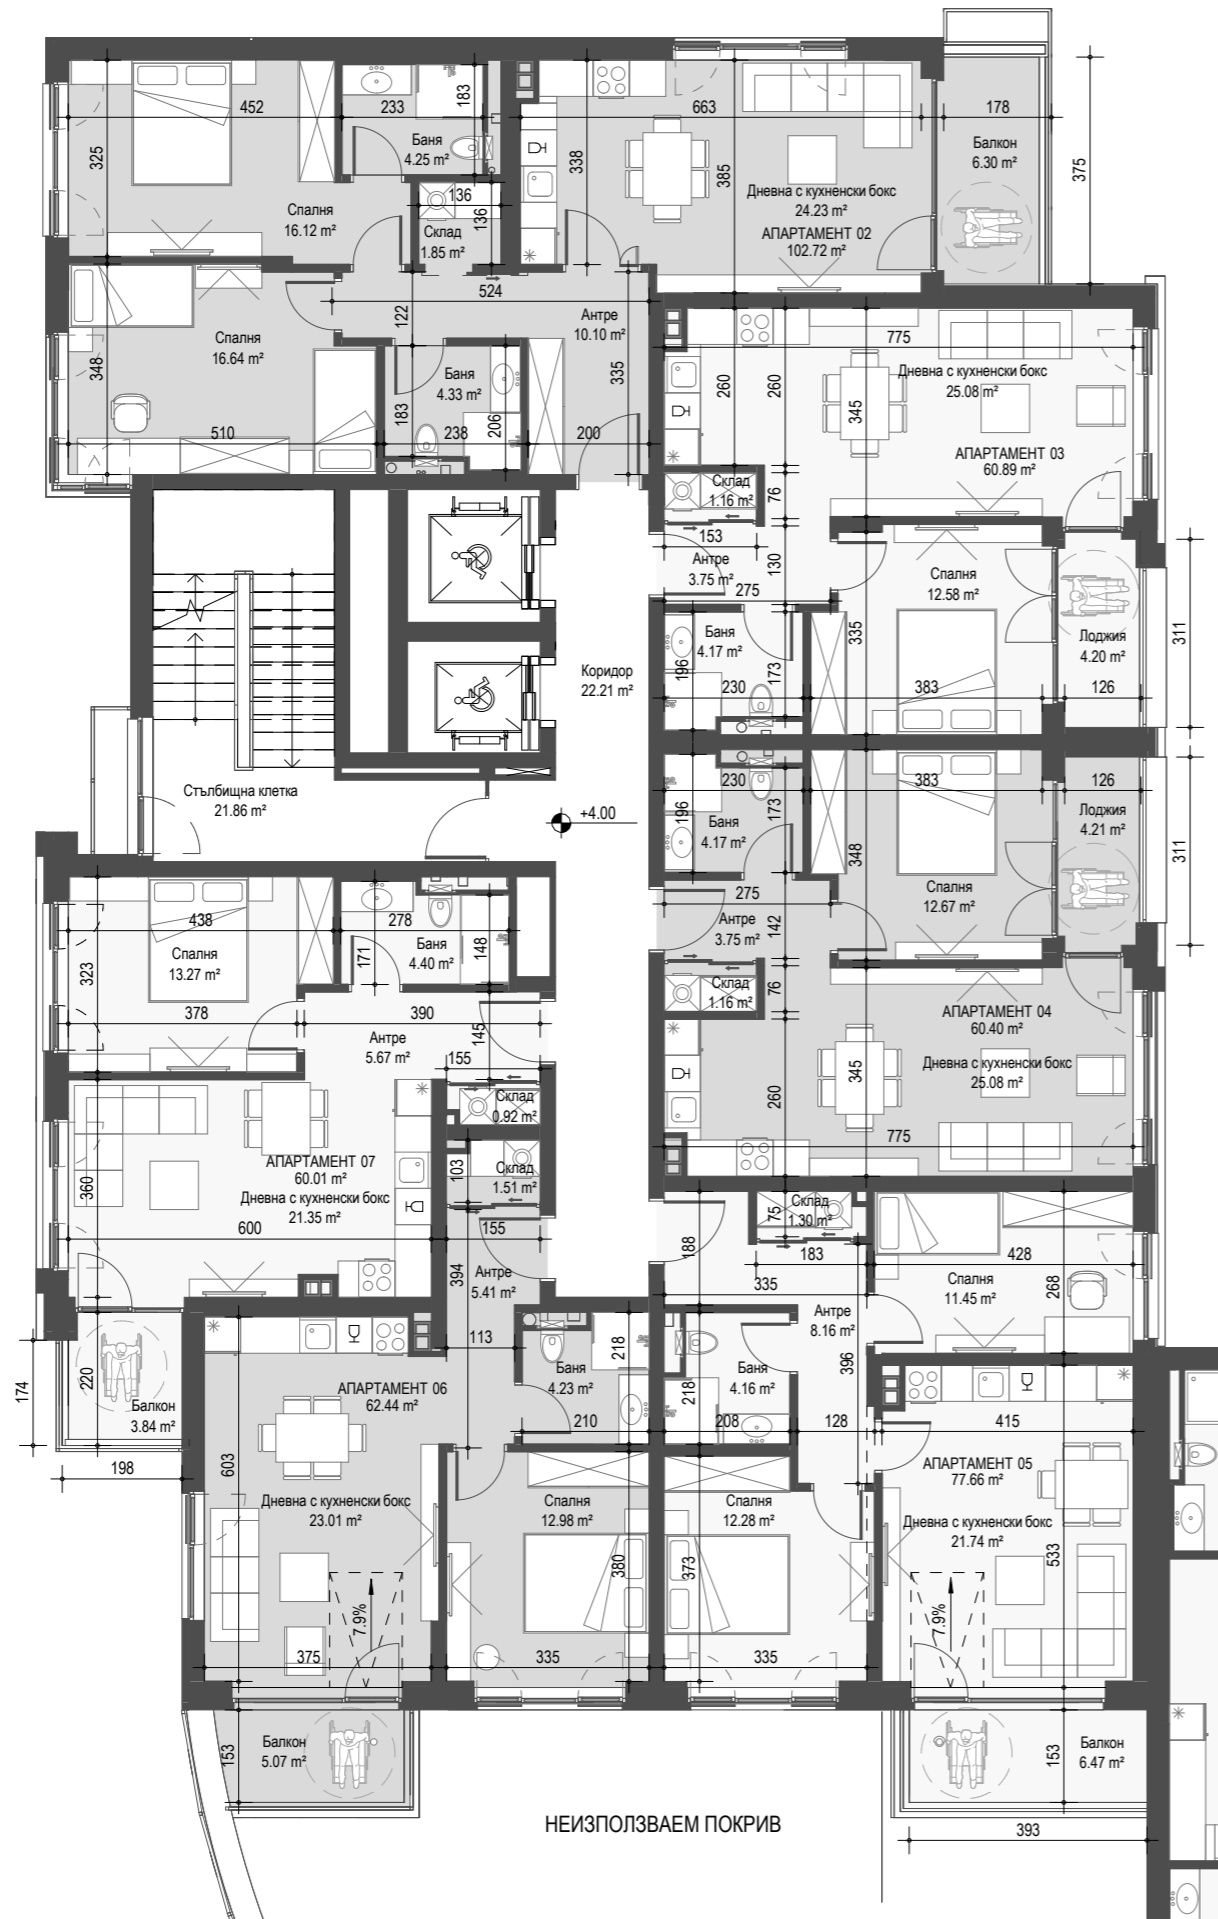 452
233
183
325
Баня
4.25 m²
Спалня
16.12 m²
136
136
Склад
1.85 m²
663
338
385
Дневна с кухненски бокс
24.23 m²
АПАРТАМЕНТ 02
102.72 m²
178
Балкон
6.30 m²
375
524
122
Антре
10.10 m²
335
Спалня
16.64 m²
348
510
Баня
4.33 m²
183
238
206
200
775
260
260
345
Дневна с кухненски бокс
25.08 m²
АПАРТАМЕНТ 03
60.89 m²
Склад
1.16 m²
76
153
Антре
3.75 m²
130
275
Спалня
12.58 m²
335
383
Лоджия
4.20 m²
126
311
Баня
4.17 m²
196
173
230
Коридор
22.21 m²
Стълбищна клетка
21.86 m²
+4.00
230
196
173
Баня
4.17 m²
383
348
Спалня
12.67 m²
126
Лоджия
4.21 m²
311
275
Антре
3.75 m²
142
Склад
1.16 m²
76
АПАРТАМЕНТ 04
60.40 m²
Дневна с кухненски бокс
25.08 m²
345
260
775
438
278
Спалня
13.27 m²
323
171
Баня
4.40 m²
148
378
390
Антре
5.67 m²
145
155
Склад
0.92 m²
АПАРТАМЕНТ 07
60.01 m²
Дневна с кухненски бокс
21.35 m²
360
600
103
Склад
1.51 m²
155
394
Антре
5.41 m²
113
188
75
Склад
1.30 m²
183
335
Антре
8.16 m²
396
Спалня
11.45 m²
428
268
174
220
Балкон
3.84 m²
198
АПАРТАМЕНТ 06
62.44 m²
603
Дневна с кухненски бокс
23.01 m²
Баня
4.23 m²
218
210
218
Баня
4.16 m²
208
128
415
АПАРТАМЕНТ 05
77.66 m²
Дневна с кухненски бокс
21.74 m²
533
Спалня
12.98 m²
380
Спалня
12.28 m²
373
7.9%
7.9%
375
335
335
153
Балкон
5.07 m²
153
Балкон
6.47 m²
393
НЕИЗПОЛЗВАЕМ ПОКРИВ